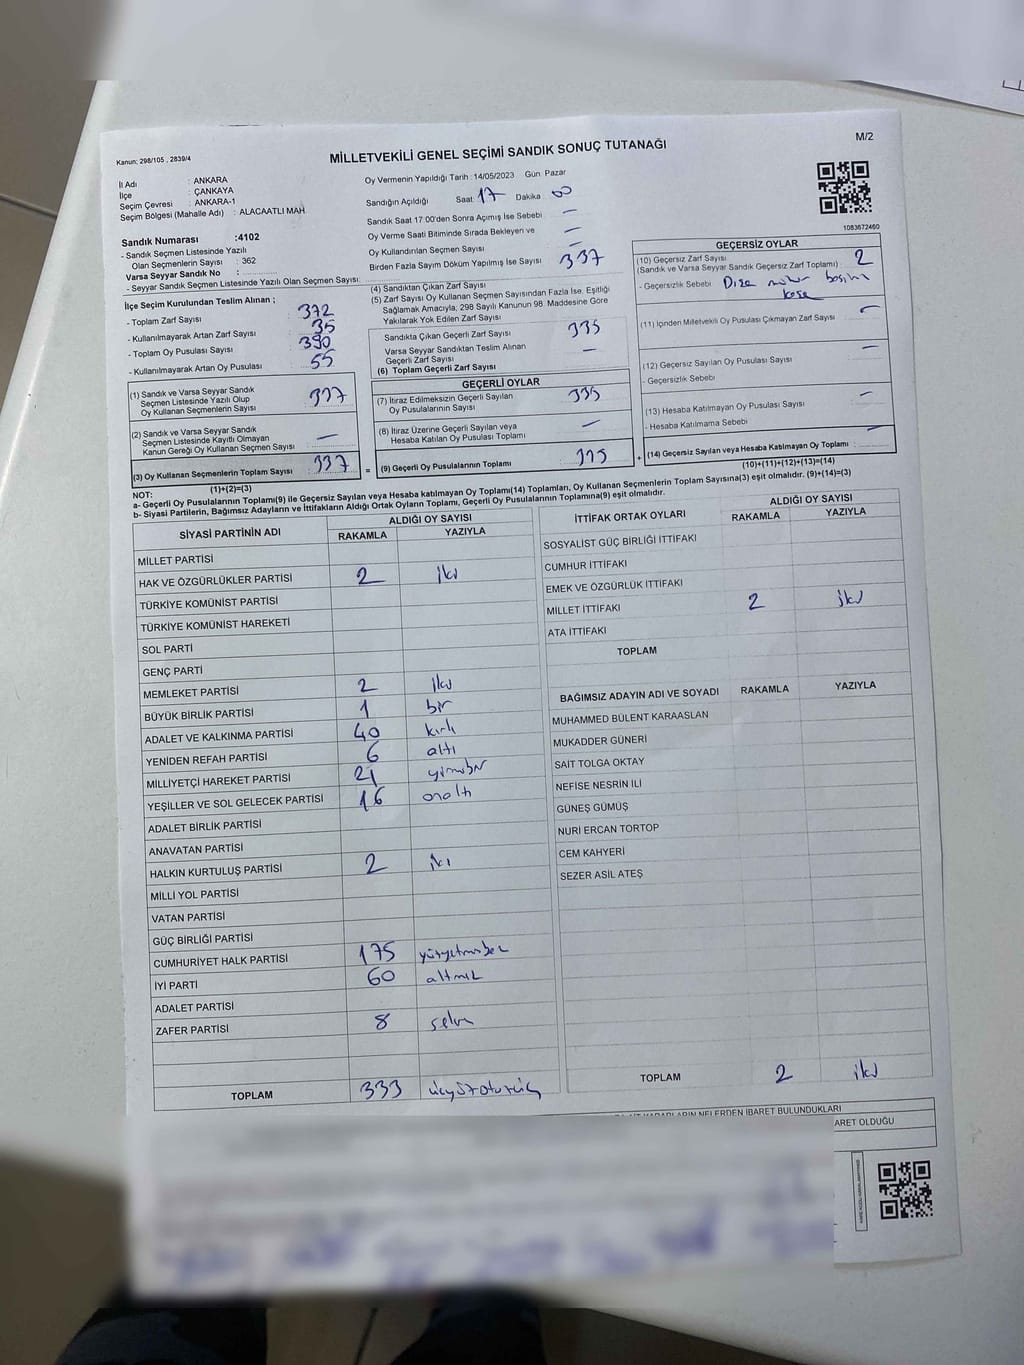 M/2
Kanun; 298/105 , 2839/4
MİLLETVEKİLİ GENEL SEÇİMİ SANDIK SONUÇ TUTANAĞI
İl Adı : ANKARA
İlçe : ÇANKAYA
Seçim Çevresi : ANKARA-1
Seçim Bölgesi (Mahalle Adı) : ALACAATLI MAH.
Sandık Numarası :4102
- Sandık Seçmen Listesinde Yazılı
Olan Seçmenlerin Sayısı : 362
Varsa Seyyar Sandık No :
- Seyyar Sandık Seçmen Listesinde Yazılı Olan Seçmen Sayısı:
İlçe Seçim Kurulundan Teslim Alınan ;
- Toplam Zarf Sayısı : 372
- Kullanılmayarak Artan Zarf Sayısı : 35
- Toplam Oy Pusulası Sayısı : 390
- Kullanılmayarak Artan Oy Pusulası : 55
(1) Sandık ve Varsa Seyyar Sandık
Seçmen Listesinde Yazılı Olup
Oy Kullanan Seçmenlerin Sayısı : 337
(2) Sandık ve Varsa Seyyar Sandık
Seçmen Listesinde Kayıtlı Olmayan
Kanun Gereği Oy Kullanan Seçmen Sayısı : —
(3) Oy Kullanan Seçmenlerin Toplam Sayısı : 337
(1)+(2)=(3)
Oy Vermenin Yapıldığı Tarih :14/05/2023 Gün: Pazar
Sandığın Açıldığı Saat 17 Dakika 00
Sandık Saat 17:00'den Sonra Açımış İse Sebebi —
Oy Verme Saati Bitiminde Sırada Bekleyen ve —
Oy Kullandırılan Seçmen Sayısı —
Birden Fazla Sayım Döküm Yapılmış İse Sayısı 337
(4) Sandıktan Çıkan Zarf Sayısı
(5) Zarf Sayısı Oy Kullanan Seçmen Sayısından Fazla İse, Eşitliği
Sağlamak Amacıyla; 298 Sayılı Kanunun 98. Maddesine Göre
Yakılarak Yok Edilen Zarf Sayısı
Sandıkta Çıkan Geçerli Zarf Sayısı 335
Varsa Seyyar Sandıktan Teslim Alınan
Geçerli Zarf Sayısı —
(6) Toplam Geçerli Zarf Sayısı
GEÇERLİ OYLAR
(7) İtiraz Edilmeksizin Geçerli Sayılan
Oy Pusulalarının Sayısı 335
(8) İtiraz Üzerine Geçerli Sayılan veya
Hesaba Katılan Oy Pusulası Toplamı —
= (9) Geçerli Oy Pusulalarının Toplamı 335 +
1083672460
GEÇERSİZ OYLAR
(10) Geçersiz Zarf Sayısı
(Sandık ve Varsa Seyyar Sandık Geçersiz Zarf Toplamı) : 2
- Geçersizlik Sebebi
(11) İçinden Milletvekili Oy Pusulası Çıkmayan Zarf Sayısı —
(12) Geçersiz Sayılan Oy Pusulası Sayısı —
- Geçersizlik Sebebi
(13) Hesaba Katılmayan Oy Pusulası Sayısı —
- Hesaba Katılmama Sebebi
(14) Geçersiz Sayılan veya Hesaba Katılmayan Oy Toplamı : —
(10)+(11)+(12)+(13)=(14)
NOT:
a- Geçerli Oy Pusulalarının Toplamı(9) ile Geçersiz Sayılan veya Hesaba katılmayan Oy Toplamı(14) Toplamları, Oy Kullanan Seçmenlerin Toplam Sayısına(3) eşit olmalıdır. (9)+(14)=(3)
b- Siyasi Partilerin, Bağımsız Adayların ve İttifakların Aldığı Ortak Oyların Toplamı, Geçerli Oy Pusulalarının Toplamına(9) eşit olmalıdır.
SİYASİ PARTİNİN ADI ALDIĞI OY SAYISI
RAKAMLA YAZIYLA
MİLLET PARTİSİ
HAK VE ÖZGÜRLÜKLER PARTİSİ 2 iki
TÜRKİYE KOMÜNİST PARTİSİ
TÜRKİYE KOMÜNİST HAREKETİ
SOL PARTİ
GENÇ PARTİ
MEMLEKET PARTİSİ 2 iki
BÜYÜK BİRLİK PARTİSİ 1 bir
ADALET VE KALKINMA PARTİSİ 40 kırk
YENİDEN REFAH PARTİSİ 6 altı
MİLLİYETÇİ HAREKET PARTİSİ 21 yirmibir
YEŞİLLER VE SOL GELECEK PARTİSİ 16 onaltı
ADALET BİRLİK PARTİSİ
ANAVATAN PARTİSİ
HALKIN KURTULUŞ PARTİSİ 2 iki
MİLLİ YOL PARTİSİ
VATAN PARTİSİ
GÜÇ BİRLİĞİ PARTİSİ
CUMHURİYET HALK PARTİSİ 175 yüzyetmişbeş
İYİ PARTİ 60 altmış
ADALET PARTİSİ
ZAFER PARTİSİ 8 sekiz
TOPLAM 333 üçyüzotuzüç
İTTİFAK ORTAK OYLARI ALDIĞI OY SAYISI
RAKAMLA YAZIYLA
SOSYALİST GÜÇ BİRLİĞİ İTTİFAKI
CUMHUR İTTİFAKI
EMEK VE ÖZGÜRLÜK İTTİFAKI
MİLLET İTTİFAKI 2 iki
ATA İTTİFAKI
TOPLAM
BAĞIMSIZ ADAYIN ADI VE SOYADI RAKAMLA YAZIYLA
MUHAMMED BÜLENT KARAASLAN
MUKADDER GÜNERİ
SAİT TOLGA OKTAY
NEFİSE NESRİN İLİ
GÜNEŞ GÜMÜŞ
NURİ ERCAN TORTOP
CEM KAHYERİ
SEZER ASİL ATEŞ
TOPLAM 2 iki
NELERDEN İBARET BULUNDUKLARI
ARET OLDUĞU